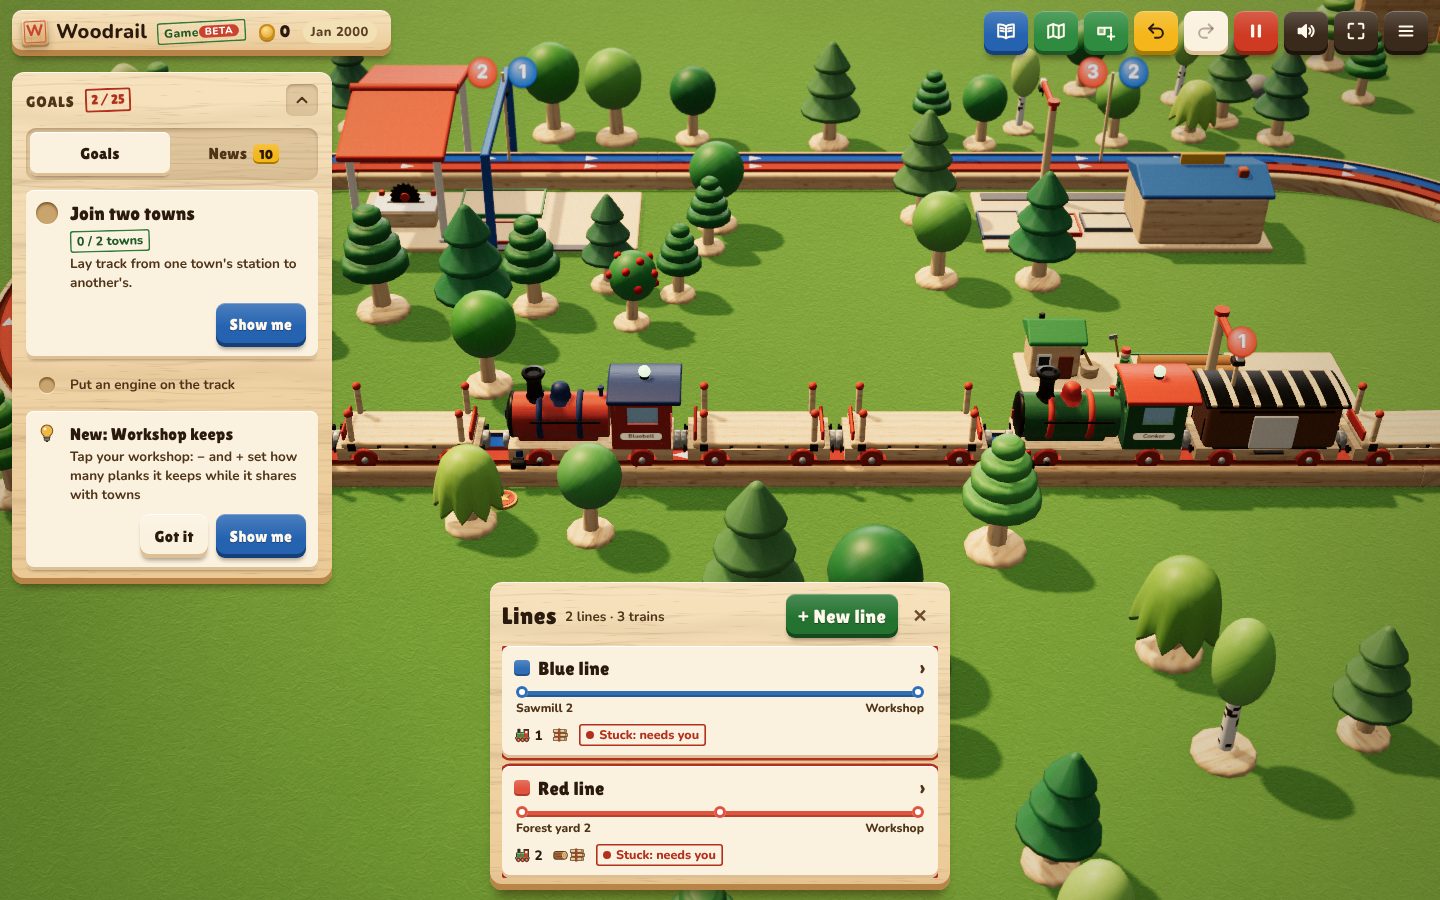 W Woodrail Game BETA 0 Jan 2000
GOALS 2 / 25
Goals News 10
Join two towns
0 / 2 towns
Lay track from one town's station to
another's.
Show me
Put an engine on the track
New: Workshop keeps
Tap your workshop: – and + set how
many planks it keeps while it shares
with towns
Got it Show me
2 1
3 2
1
Bluebell
Conker
Lines 2 lines · 3 trains + New line ×
Blue line ›
Sawmill 2 Workshop
1 Stuck: needs you
Red line ›
Forest yard 2 Workshop
2 Stuck: needs you